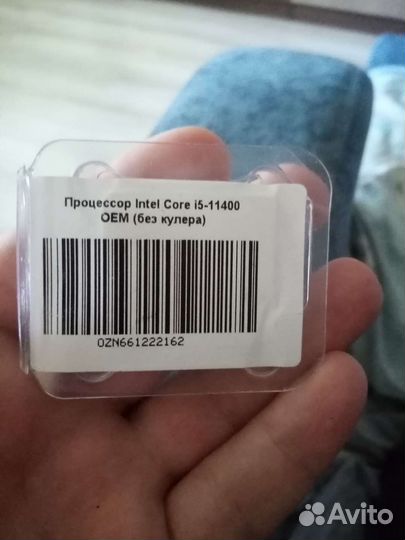 Процессор Intel Core i5-11400
OEM (без кулера)
OZN661222162
Avito